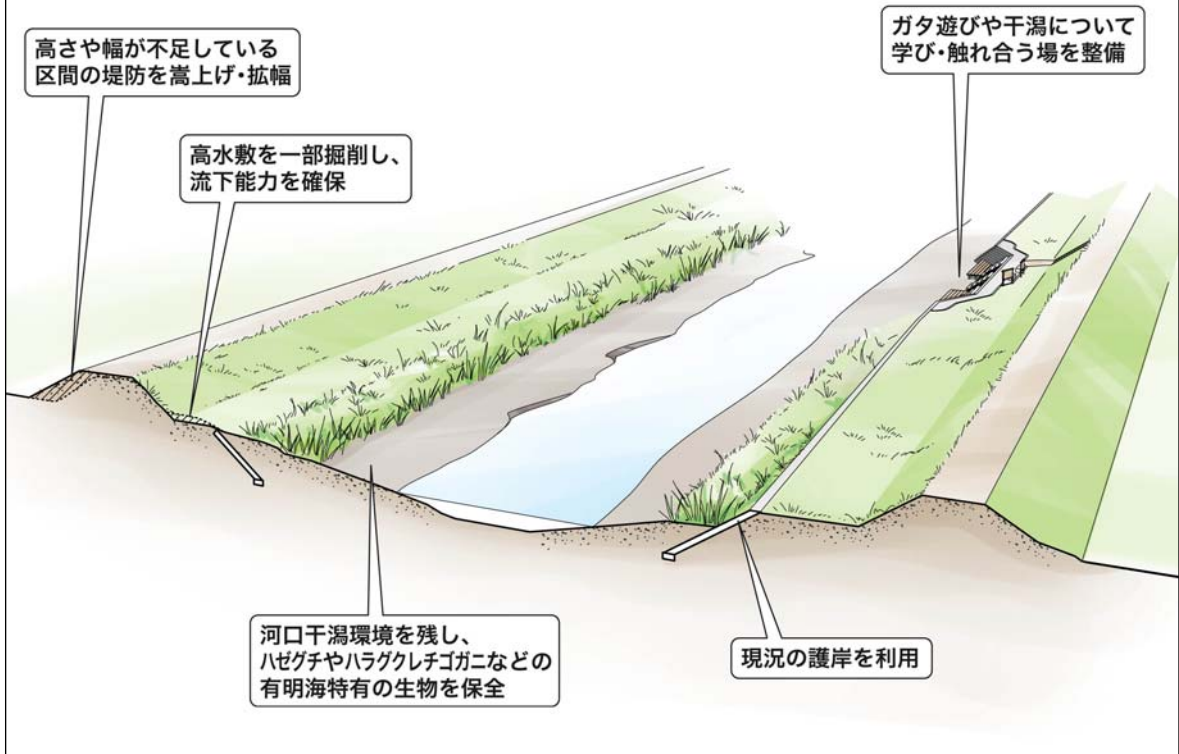 高さや幅が不足している
区間の堤防を嵩上げ・拡幅
ガタ遊びや干潟について
学び・触れ合う場を整備
高水敷を一部掘削し、
流下能力を確保
河口干潟環境を残し、
ハゼグチやハラグクレチゴガニなどの
有明海特有の生物を保全
現況の護岸を利用